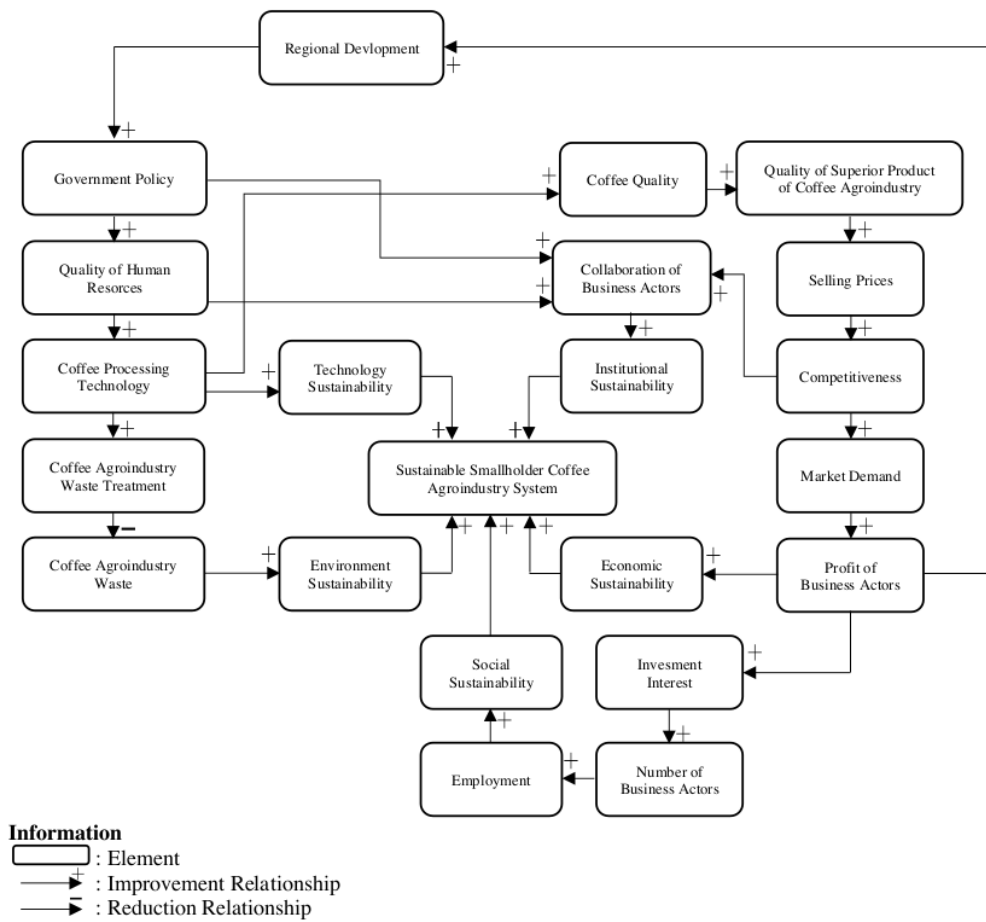 Regional Devlopment
+
+
Government Policy
+
Coffee Quality
+
Quality of Superior Product
of Coffee Agroindustry
+
+
Quality of Human
Resorces
+
+
Collaboration of
Business Actors
+
Selling Prices
+
+
+
Coffee Processing
Technology
+
Technology
Sustainability
Institutional
Sustainability
Competitiveness
+
+
+
+
Coffee Agroindustry
Waste Treatment
Sustainable Smallholder Coffee
Agroindustry System
Market Demand
−
+
+
+
+
Coffee Agroindustry
Waste
+
Environment
Sustainability
Economic
Sustainability
+
Profit of
Business Actors
Social
Sustainability
Invesment
Interest
+
+
+
Employment
+
Number of
Business Actors
Information
: Element
+
: Improvement Relationship
−
: Reduction Relationship